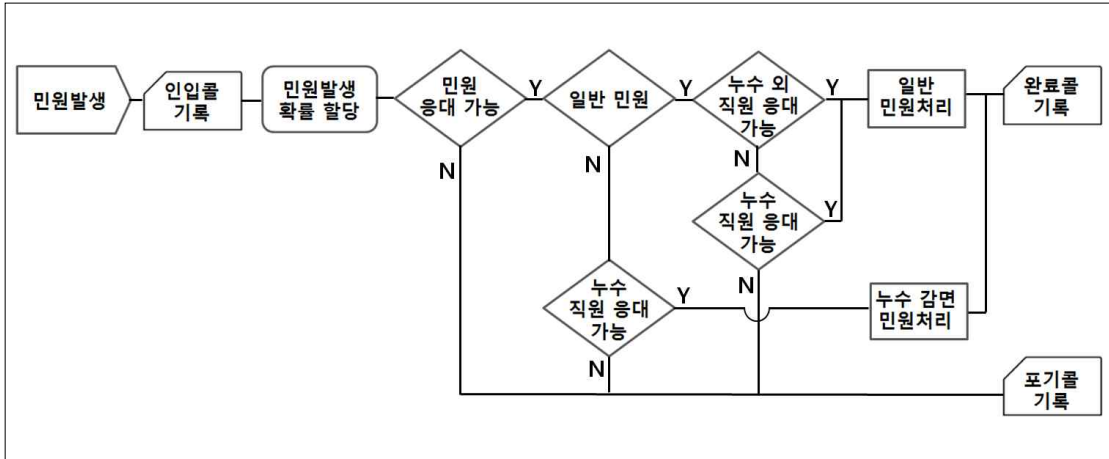 민원발생
인입콜
기록
민원발생
확률 할당
민원
응대 가능
Y
일반 민원
Y
누수 외
직원 응대
가능
Y
일반
민원처리
완료콜
기록
N
N
N
누수
직원 응대
가능
Y
누수
직원 응대
가능
Y
N
누수 감면
민원처리
N
포기콜
기록